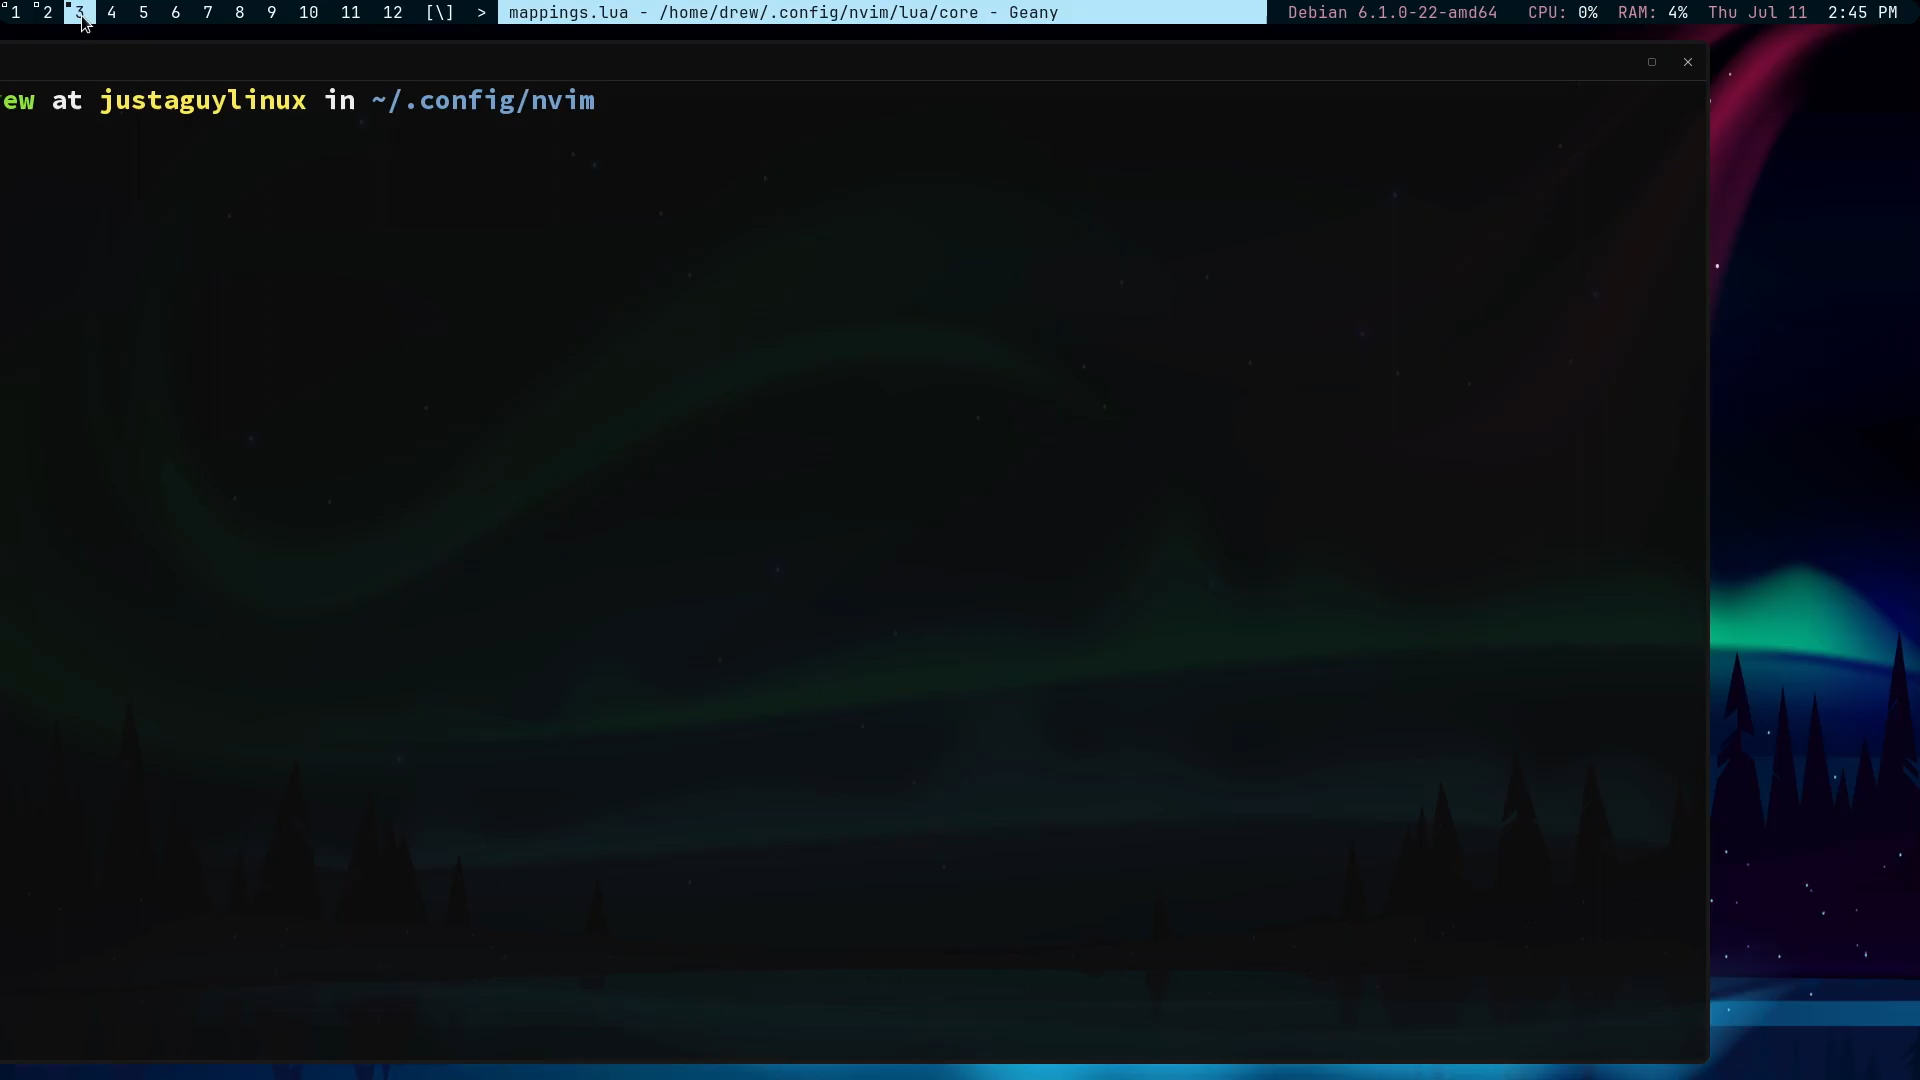 1 2 3 4 5 6 7 8 9 10 11 12 [\] > mappings.lua - /home/drew/.config/nvim/lua/core - Geany Debian 6.1.0-22-amd64 CPU: 0% RAM: 4% Thu Jul 11 2:45 PM
ew at justaguylinux in ~/.config/nvim